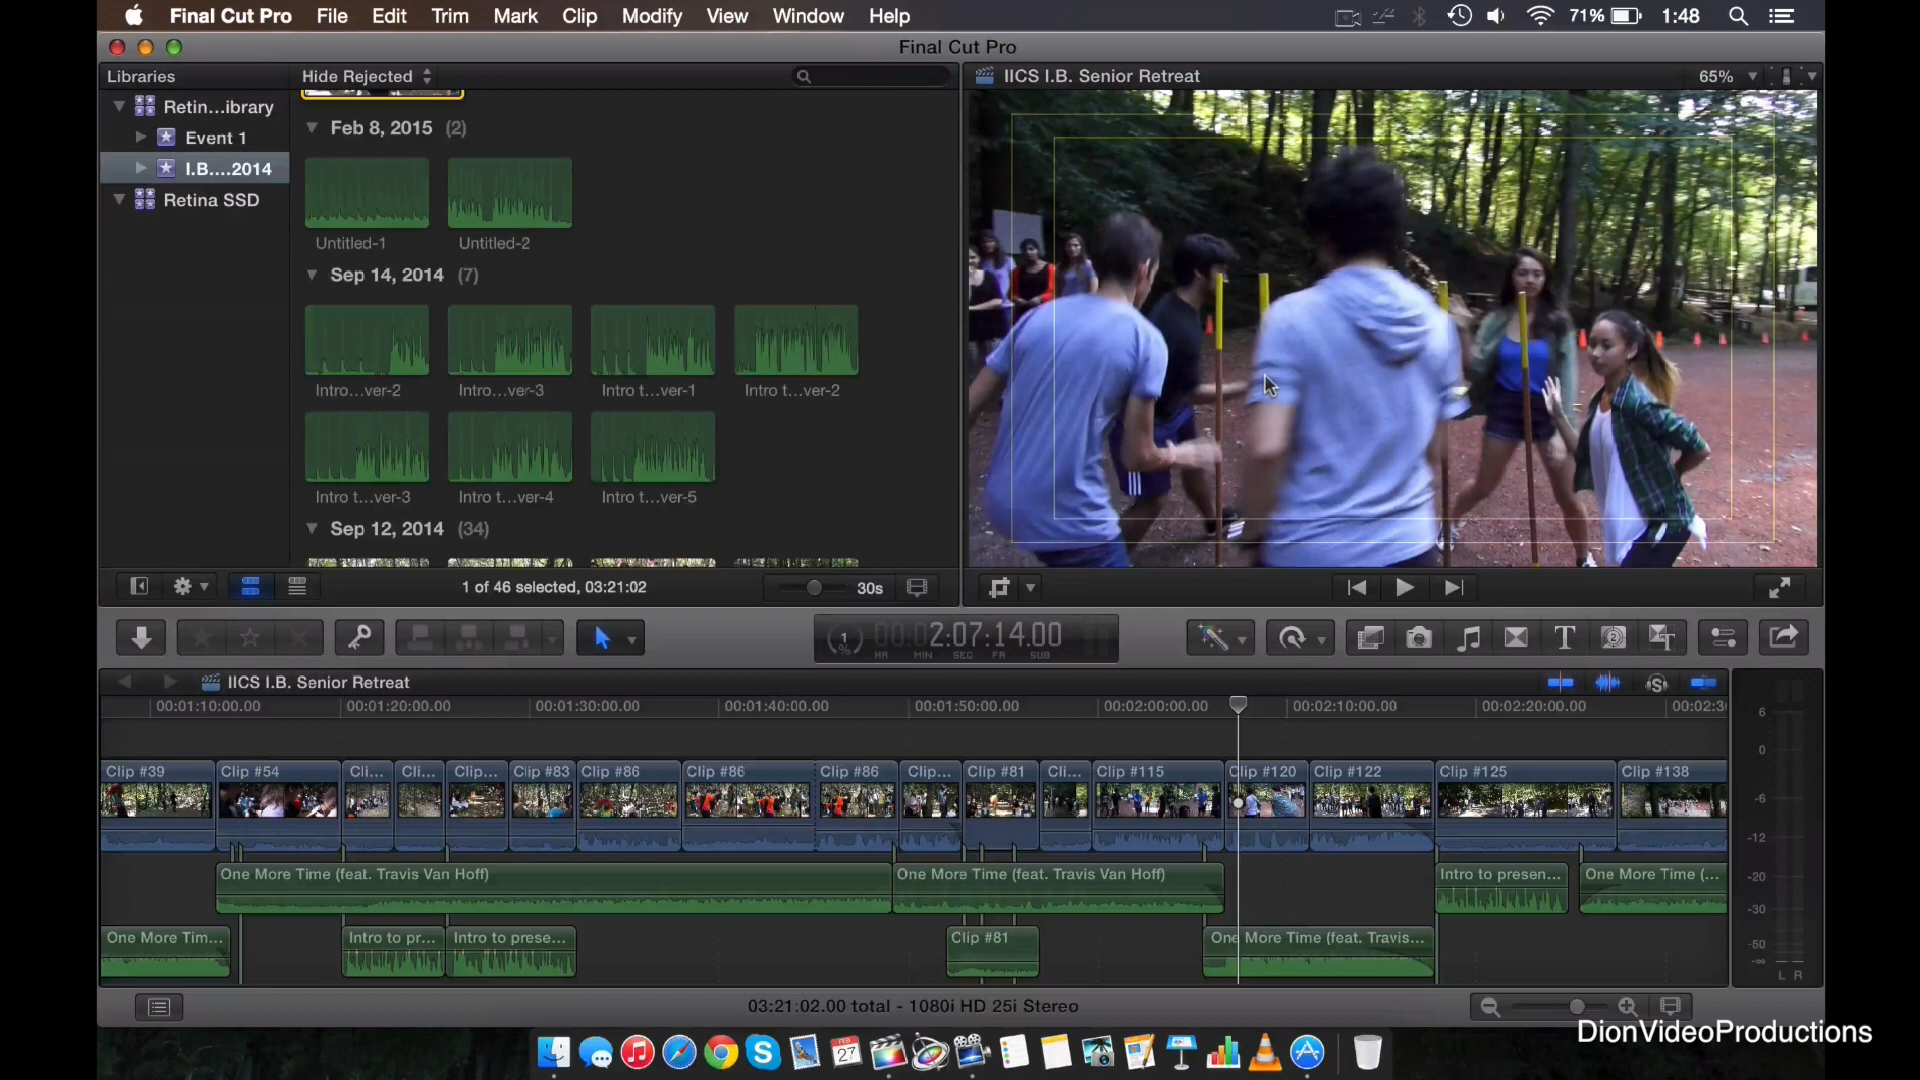 Final Cut Pro File Edit Trim Mark Clip Modify View Window Help 71% 1:48
Final Cut Pro
Libraries Hide Rejected IICS I.B. Senior Retreat 65%
Retin...ibrary
Feb 8, 2015 (2)
Event 1
I.B....2014
Retina SSD
Untitled-1 Untitled-2
Sep 14, 2014 (7)
Intro...ver-2 Intro...ver-3 Intro t...ver-1 Intro t...ver-2
Intro t...ver-3 Intro t...ver-4 Intro t...ver-5
Sep 12, 2014 (34)
1 of 46 selected, 03:21:02 30s
1 % 00:02:07:14.00
HR MIN SEC FR SUB
IICS I.B. Senior Retreat
00:01:10:00.00 00:01:20:00.00 00:01:30:00.00 00:01:40:00.00 00:01:50:00.00 00:02:00:00.00 00:02:10:00.00 00:02:20:00.00 00:02:3
Clip #39 Clip #54 Cli... Cli... Clip... Clip #83 Clip #86 Clip #86 Clip #86 Clip... Clip #81 Cli... Clip #115 Clip #120 Clip #122 Clip #125 Clip #138
One More Time (feat. Travis Van Hoff) One More Time (feat. Travis Van Hoff) Intro to presen... One More Time (...
One More Tim... Intro to pr... Intro to prese... Clip #81 One More Time (feat. Travis...
6
0
-6
-12
-20
-30
-50
-∞
L R
03:21:02.00 total - 1080i HD 25i Stereo
DionVideoProductions
FEB
27